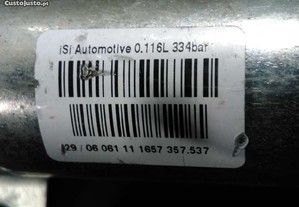 CustoJusto.pt
iSi Automotive 0.116L 334bar
29 / 06 061 11 1657 357.537